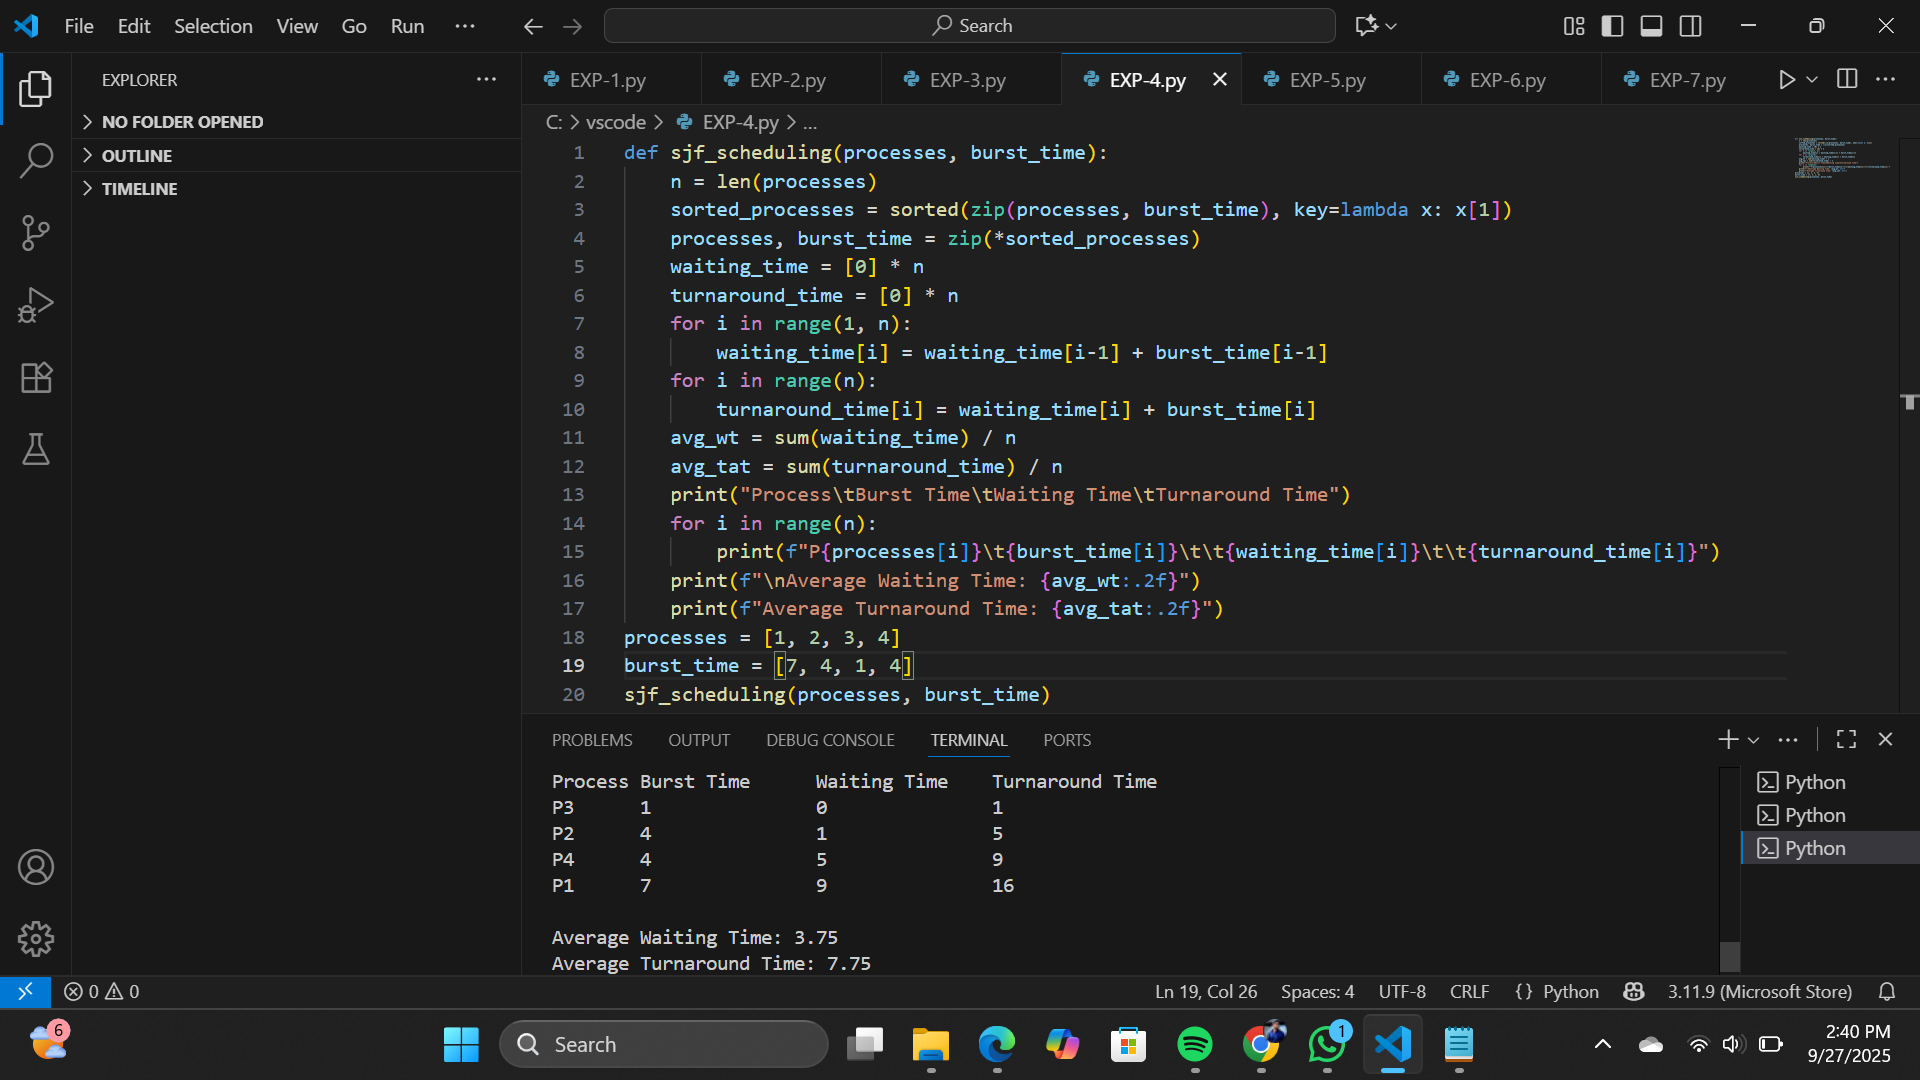 File Edit Selection View Go Run ... Search
EXPLORER ...
NO FOLDER OPENED
OUTLINE
TIMELINE
EXP-1.py EXP-2.py EXP-3.py EXP-4.py EXP-5.py EXP-6.py EXP-7.py ...
C: > vscode > EXP-4.py > ...
1 def sjf_scheduling(processes, burst_time):
2 n = len(processes)
3 sorted_processes = sorted(zip(processes, burst_time), key=lambda x: x[1])
4 processes, burst_time = zip(*sorted_processes)
5 waiting_time = [0] * n
6 turnaround_time = [0] * n
7 for i in range(1, n):
8 waiting_time[i] = waiting_time[i-1] + burst_time[i-1]
9 for i in range(n):
10 turnaround_time[i] = waiting_time[i] + burst_time[i]
11 avg_wt = sum(waiting_time) / n
12 avg_tat = sum(turnaround_time) / n
13 print("Process\tBurst Time\tWaiting Time\tTurnaround Time")
14 for i in range(n):
15 print(f"P{processes[i]}\t{burst_time[i]}\t\t{waiting_time[i]}\t\t{turnaround_time[i]}")
16 print(f"\nAverage Waiting Time: {avg_wt:.2f}")
17 print(f"Average Turnaround Time: {avg_tat:.2f}")
18 processes = [1, 2, 3, 4]
19 burst_time = [7, 4, 1, 4]
20 sjf_scheduling(processes, burst_time)
PROBLEMS OUTPUT DEBUG CONSOLE TERMINAL PORTS ...
Process Burst Time Waiting Time Turnaround Time
P3 1 0 1
P2 4 1 5
P4 4 5 9
P1 7 9 16
Average Waiting Time: 3.75
Average Turnaround Time: 7.75
Python
Python
Python
0 0 Ln 19, Col 26 Spaces: 4 UTF-8 CRLF {} Python 3.11.9 (Microsoft Store)
6 Search 1 2:40 PM
9/27/2025